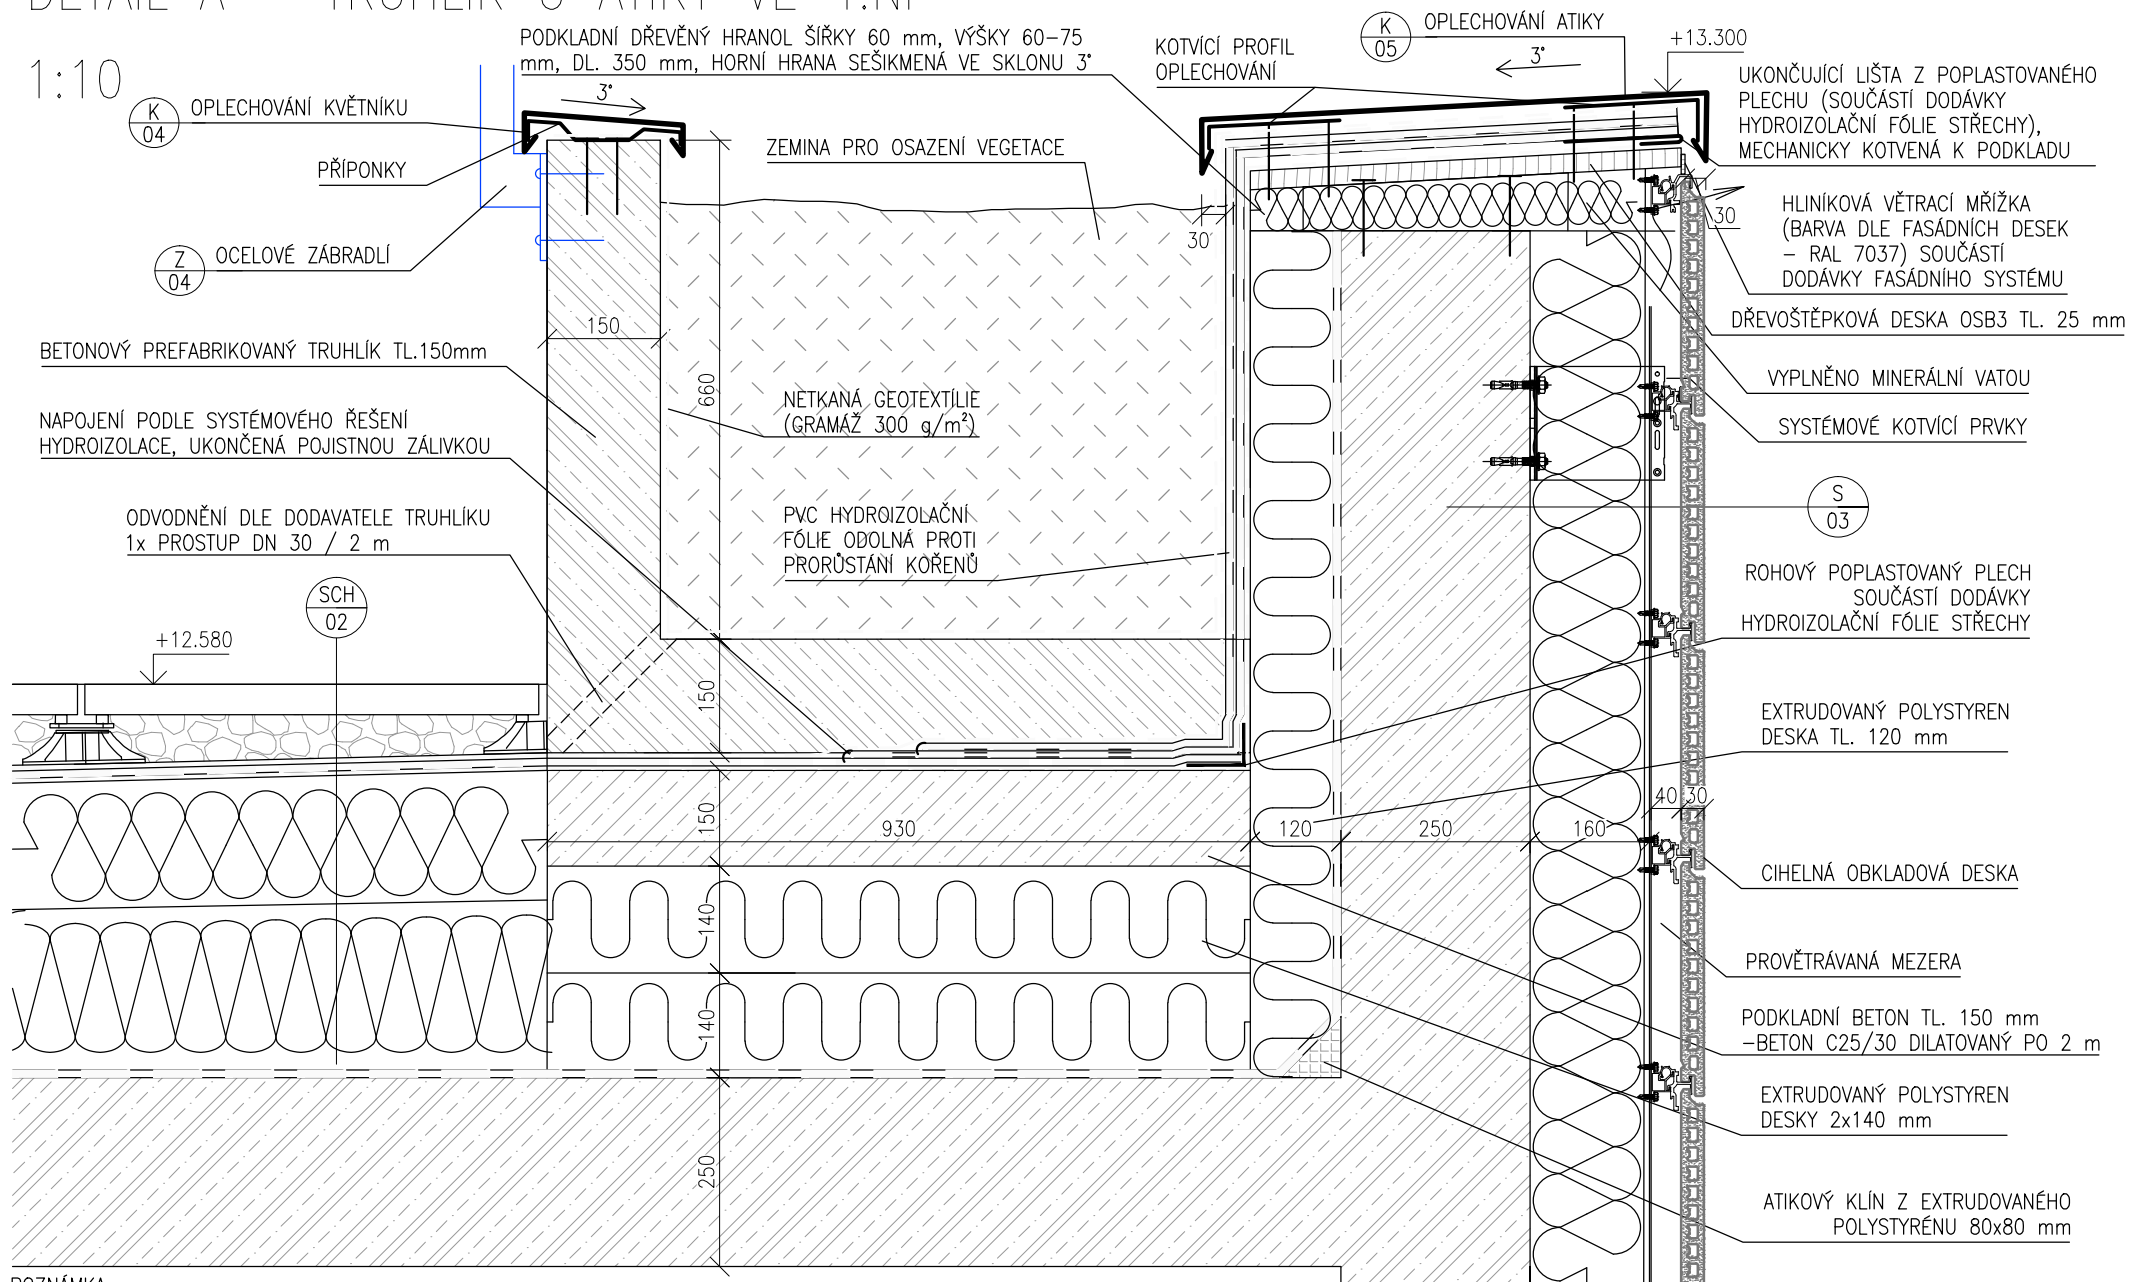 1:10
K
04
OPLECHOVÁNÍ KVĚTNÍKU
PŘÍPONKY
Z
04
OCELOVÉ ZÁBRADLÍ
PODKLADNÍ DŘEVĚNÝ HRANOL ŠÍŘKY 60 mm, VÝŠKY 60-75
mm, DL. 350 mm, HORNÍ HRANA SEŠIKMENÁ VE SKLONU 3°
3°
ZEMINA PRO OSAZENÍ VEGETACE
KOTVÍCÍ PROFIL
OPLECHOVÁNÍ
K
05
OPLECHOVÁNÍ ATIKY
3°
+13.300
UKONČUJÍCÍ LIŠTA Z POPLASTOVANÉHO
PLECHU (SOUČÁSTÍ DODÁVKY
HYDROIZOLAČNÍ FÓLIE STŘECHY),
MECHANICKY KOTVENÁ K PODKLADU
30
30
HLINÍKOVÁ VĚTRACÍ MŘÍŽKA
(BARVA DLE FASÁDNÍCH DESEK
- RAL 7037) SOUČÁSTÍ
DODÁVKY FASÁDNÍHO SYSTÉMU
DŘEVOŠTĚPKOVÁ DESKA OSB3 TL. 25 mm
VYPLNĚNO MINERÁLNÍ VATOU
SYSTÉMOVÉ KOTVÍCÍ PRVKY
S
03
BETONOVÝ PREFABRIKOVANÝ TRUHLÍK TL.150mm
150
660
NAPOJENÍ PODLE SYSTÉMOVÉHO ŘEŠENÍ
HYDROIZOLACE, UKONČENÁ POJISTNOU ZÁLIVKOU
NETKANÁ GEOTEXTÍLIE
(GRAMÁŽ 300 g/m²)
ODVODNĚNÍ DLE DODAVATELE TRUHLÍKU
1x PROSTUP DN 30 / 2 m
PVC HYDROIZOLAČNÍ
FÓLIE ODOLNÁ PROTI
PRORŮSTÁNÍ KOŘENŮ
SCH
02
+12.580
ROHOVÝ POPLASTOVANÝ PLECH
SOUČÁSTÍ DODÁVKY
HYDROIZOLAČNÍ FÓLIE STŘECHY
150
EXTRUDOVANÝ POLYSTYREN
DESKA TL. 120 mm
40
30
150
930
120
250
160
CIHELNÁ OBKLADOVÁ DESKA
140
PROVĚTRÁVANÁ MEZERA
140
PODKLADNÍ BETON TL. 150 mm
-BETON C25/30 DILATOVANÝ PO 2 m
EXTRUDOVANÝ POLYSTYREN
DESKY 2x140 mm
250
ATIKOVÝ KLÍN Z EXTRUDOVANÉHO
POLYSTYRÉNU 80x80 mm